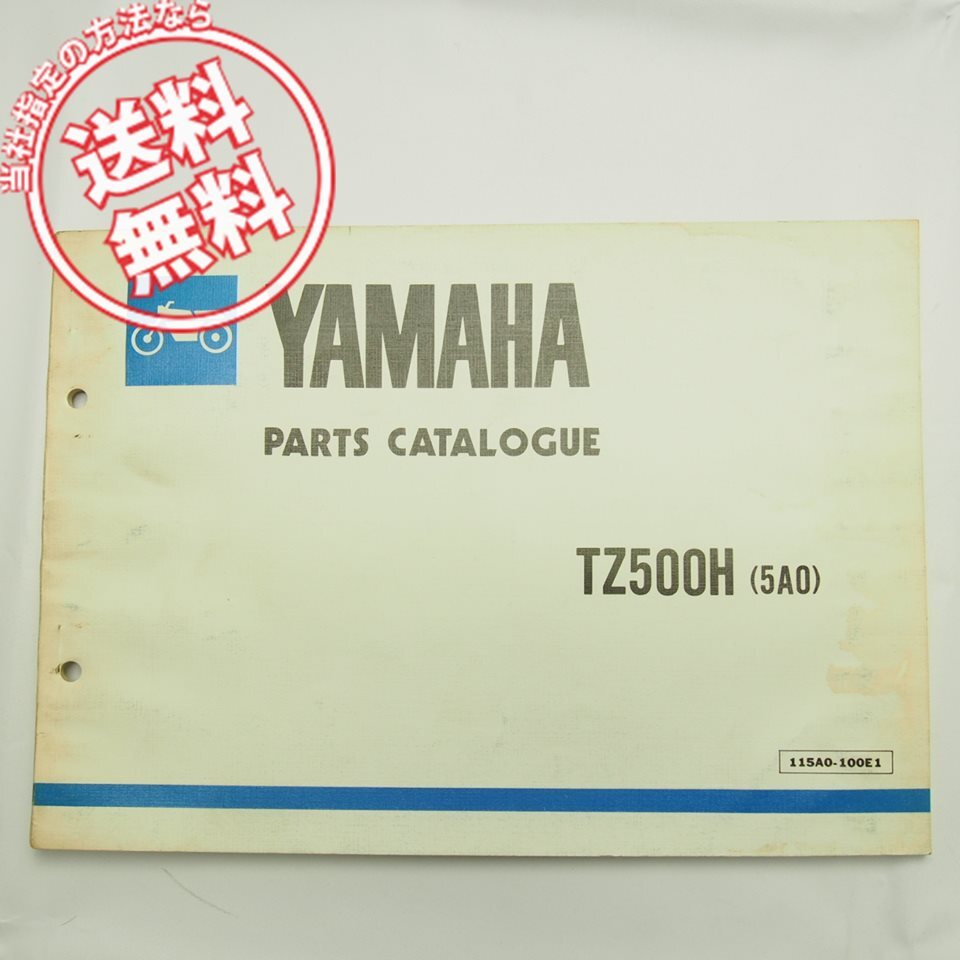 当社指定の方法なら
送料
無料
YAMAHA
PARTS CATALOGUE
TZ500H (5A0)
115A0-100E1